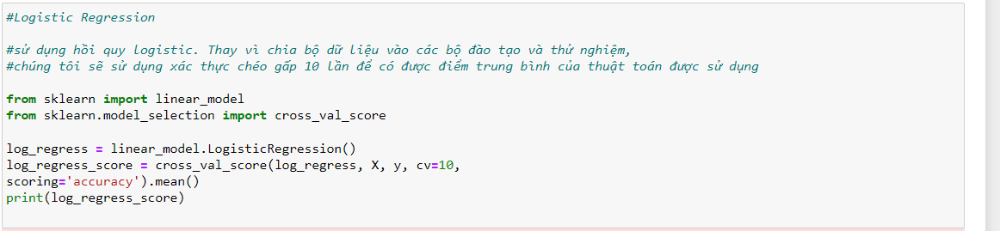 #Logistic Regression
#sử dụng hồi quy logistic. Thay vì chia bộ dữ liệu vào các bộ đào tạo và thử nghiệm,
#chúng tôi sẽ sử dụng xác thực chéo gấp 10 lần để có được điểm trung bình của thuật toán được sử dụng
from sklearn import linear_model
from sklearn.model_selection import cross_val_score
log_regress = linear_model.LogisticRegression()
log_regress_score = cross_val_score(log_regress, X, y, cv=10,
scoring='accuracy').mean()
print(log_regress_score)